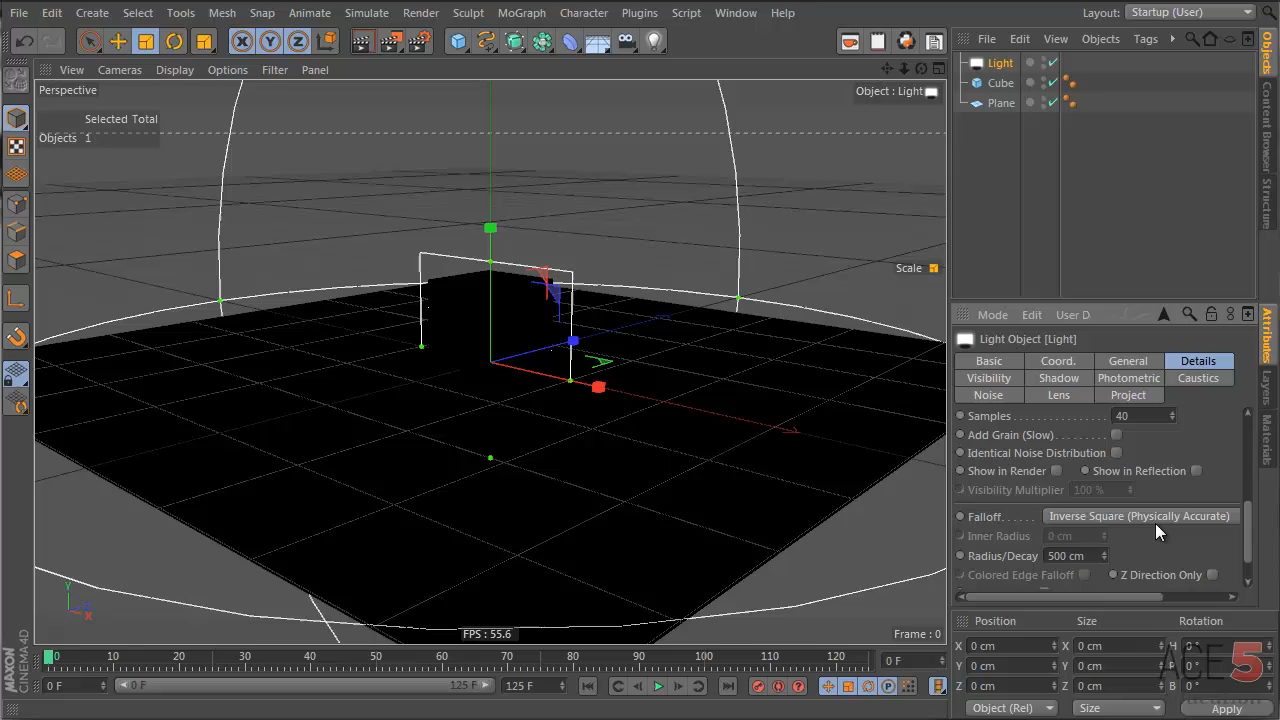 File Edit Create Select Tools Mesh Snap Animate Simulate Render Sculpt MoGraph Character Plugins Script Window Help Layout: Startup (User)
X Y Z
File Edit View Objects Tags
View Cameras Display Options Filter Panel
Perspective
Object : Light
Selected Total
Objects 1
Scale
Light
Cube
Plane
Objects
Content Browser
Structure
Mode Edit User D
Light Object [Light]
Basic Coord. General Details
Visibility Shadow Photometric Caustics
Noise Lens Project
Samples 40
Add Grain (Slow)
Identical Noise Distribution
Show in Render Show in Reflection
Visibility Multiplier 100 %
Falloff Inverse Square (Physically Accurate)
Inner Radius 0 cm
Radius/Decay 500 cm
Colored Edge Falloff Z Direction Only
Attributes
Layers
Materials
Y
X
FPS : 55.6
Frame : 0
0 10 20 30 40 50 60 70 80 90 100 110 120
0 F
0 F 0 F 125 F 125 F
P
Position Size Rotation
X 0 cm X 0 cm H 0 °
Y 0 cm Y 0 cm P 0 °
Z 0 cm Z 0 cm B 0 °
Object (Rel) Size Apply
MAXON
CINEMA4D
ACE 5